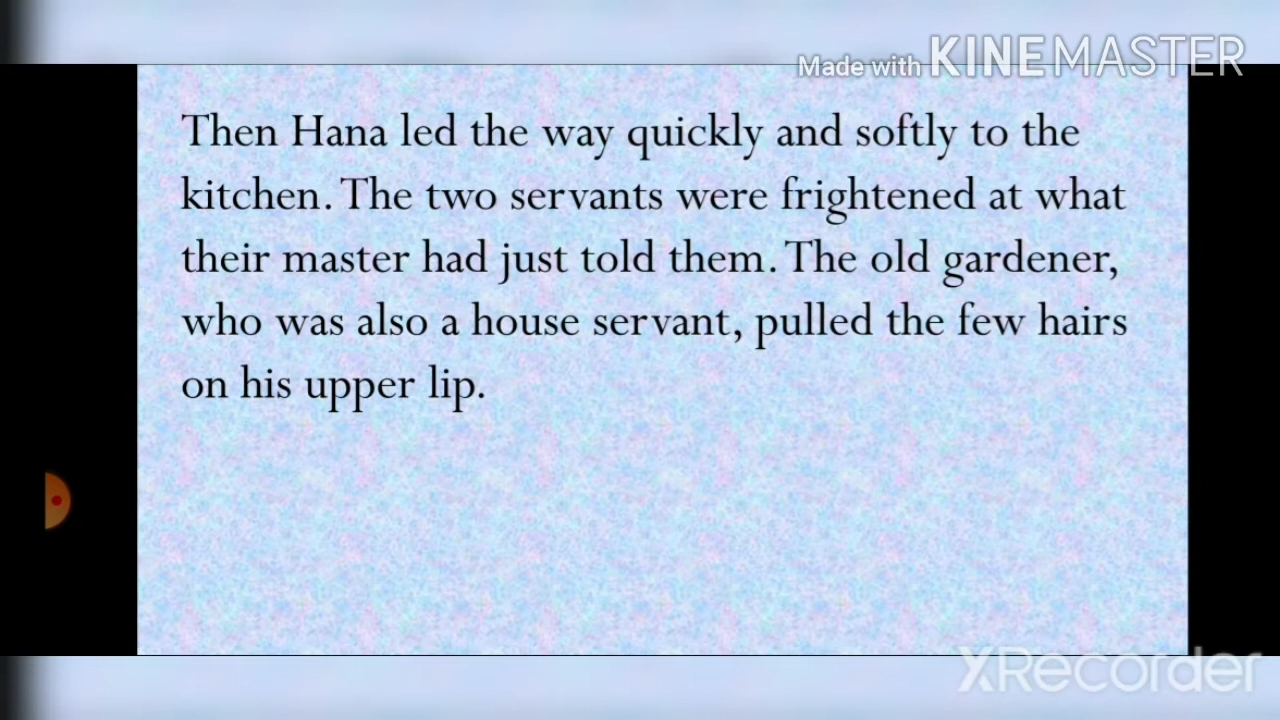 Made with KINEMASTER
Then Hana led the way quickly and softly to the
kitchen. The two servants were frightened at what
their master had just told them. The old gardener,
who was also a house servant, pulled the few hairs
on his upper lip.
XRecorder